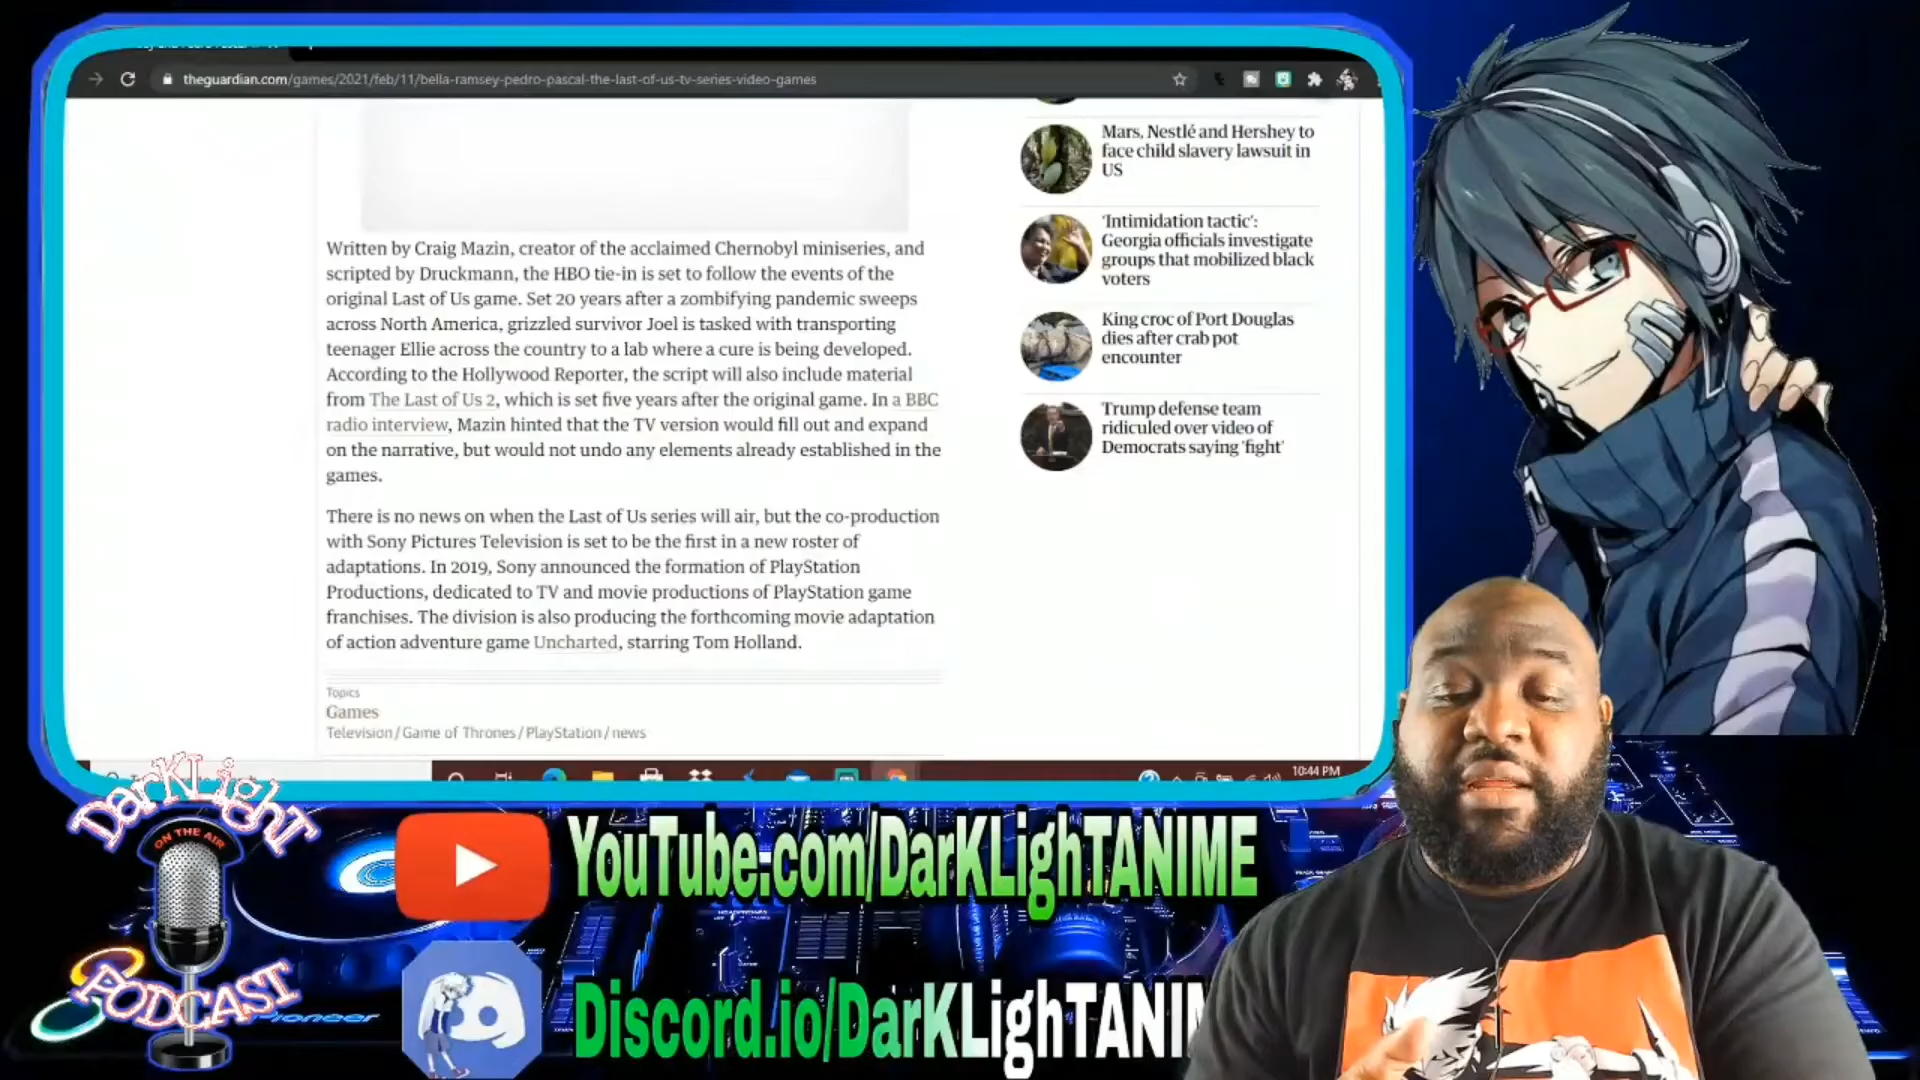 theguardian.com/games/2021/feb/11/bella-ramsey-pedro-pascal-the-last-of-us-tv-series-video-games
Written by Craig Mazin, creator of the acclaimed Chernobyl miniseries, and
scripted by Druckmann, the HBO tie-in is set to follow the events of the
original Last of Us game. Set 20 years after a zombifying pandemic sweeps
across North America, grizzled survivor Joel is tasked with transporting
teenager Ellie across the country to a lab where a cure is being developed.
According to the Hollywood Reporter, the script will also include material
from The Last of Us 2, which is set five years after the original game. In a BBC
radio interview, Mazin hinted that the TV version would fill out and expand
on the narrative, but would not undo any elements already established in the
games.
There is no news on when the Last of Us series will air, but the co-production
with Sony Pictures Television is set to be the first in a new roster of
adaptations. In 2019, Sony announced the formation of PlayStation
Productions, dedicated to TV and movie productions of PlayStation game
franchises. The division is also producing the forthcoming movie adaptation
of action adventure game Uncharted, starring Tom Holland.
Topics
Games
Television / Game of Thrones / PlayStation / news
Mars, Nestlé and Hershey to
face child slavery lawsuit in
US
'Intimidation tactic':
Georgia officials investigate
groups that mobilized black
voters
King croc of Port Douglas
dies after crab pot
encounter
Trump defense team
ridiculed over video of
Democrats saying 'fight'
10:44 PM
DarKLighT
ON THE AIR
PODCAST
Pioneer
YouTube.com/DarKLighTANIME
Discord.io/DarKLighTANIM